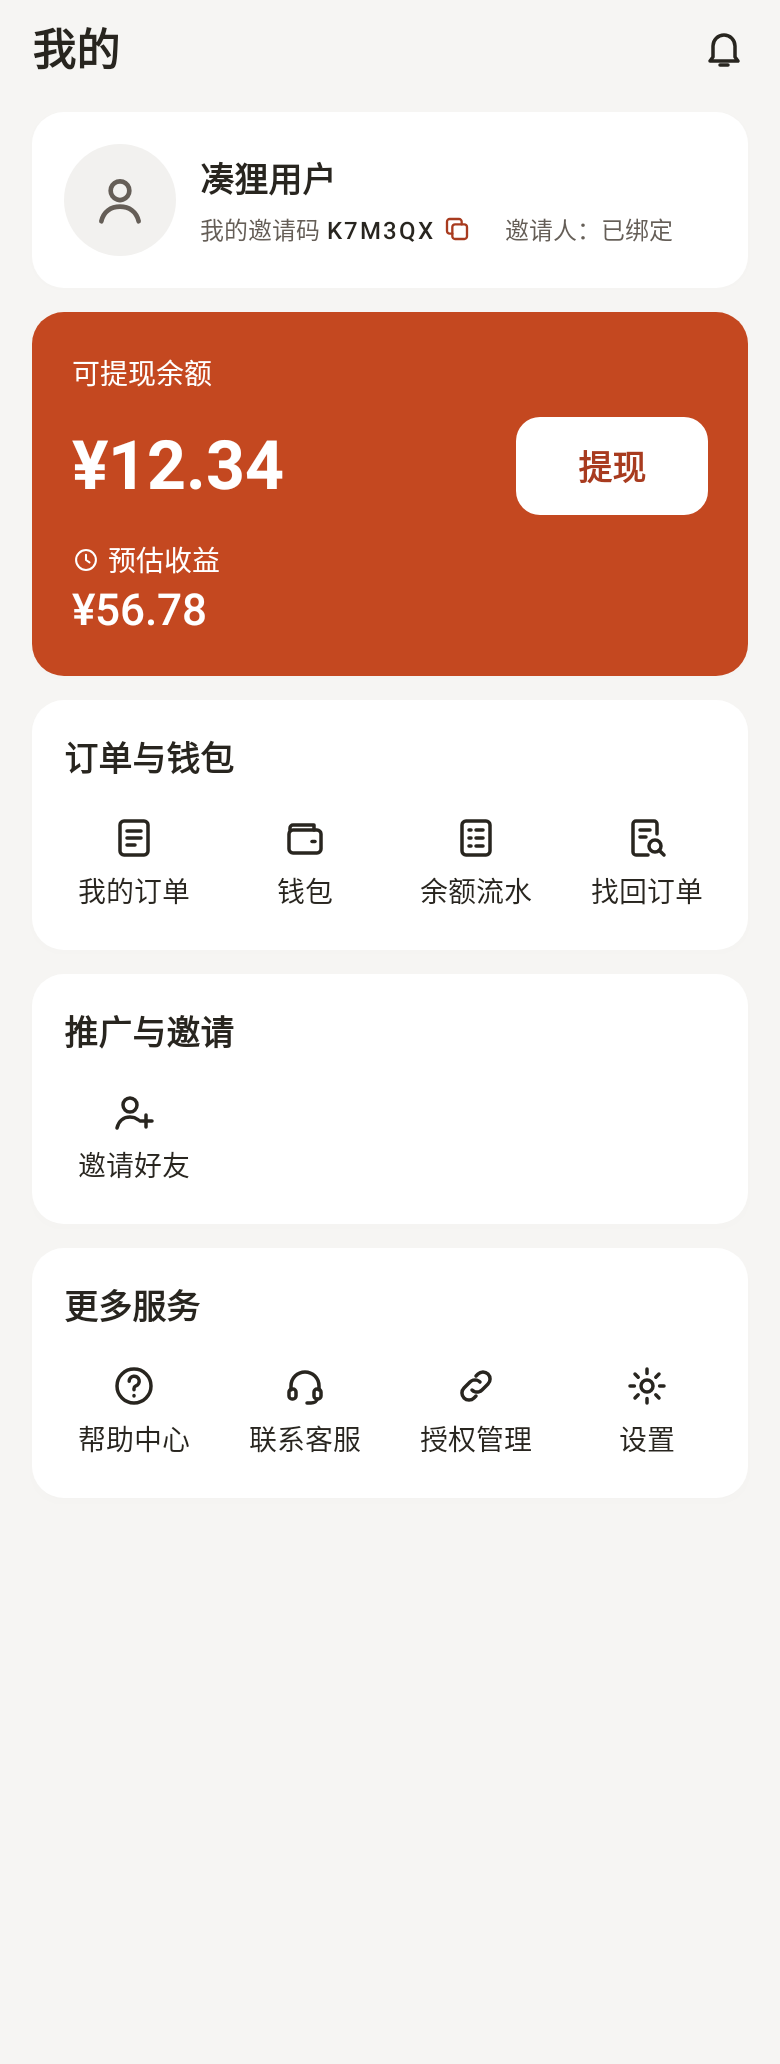 我的
凑狸用户
我的邀请码 K7M3QX 邀请人：已绑定
可提现余额
¥12.34
提现
预估收益
¥56.78
订单与钱包
我的订单 钱包 余额流水 找回订单
推广与邀请
邀请好友
更多服务
帮助中心 联系客服 授权管理 设置